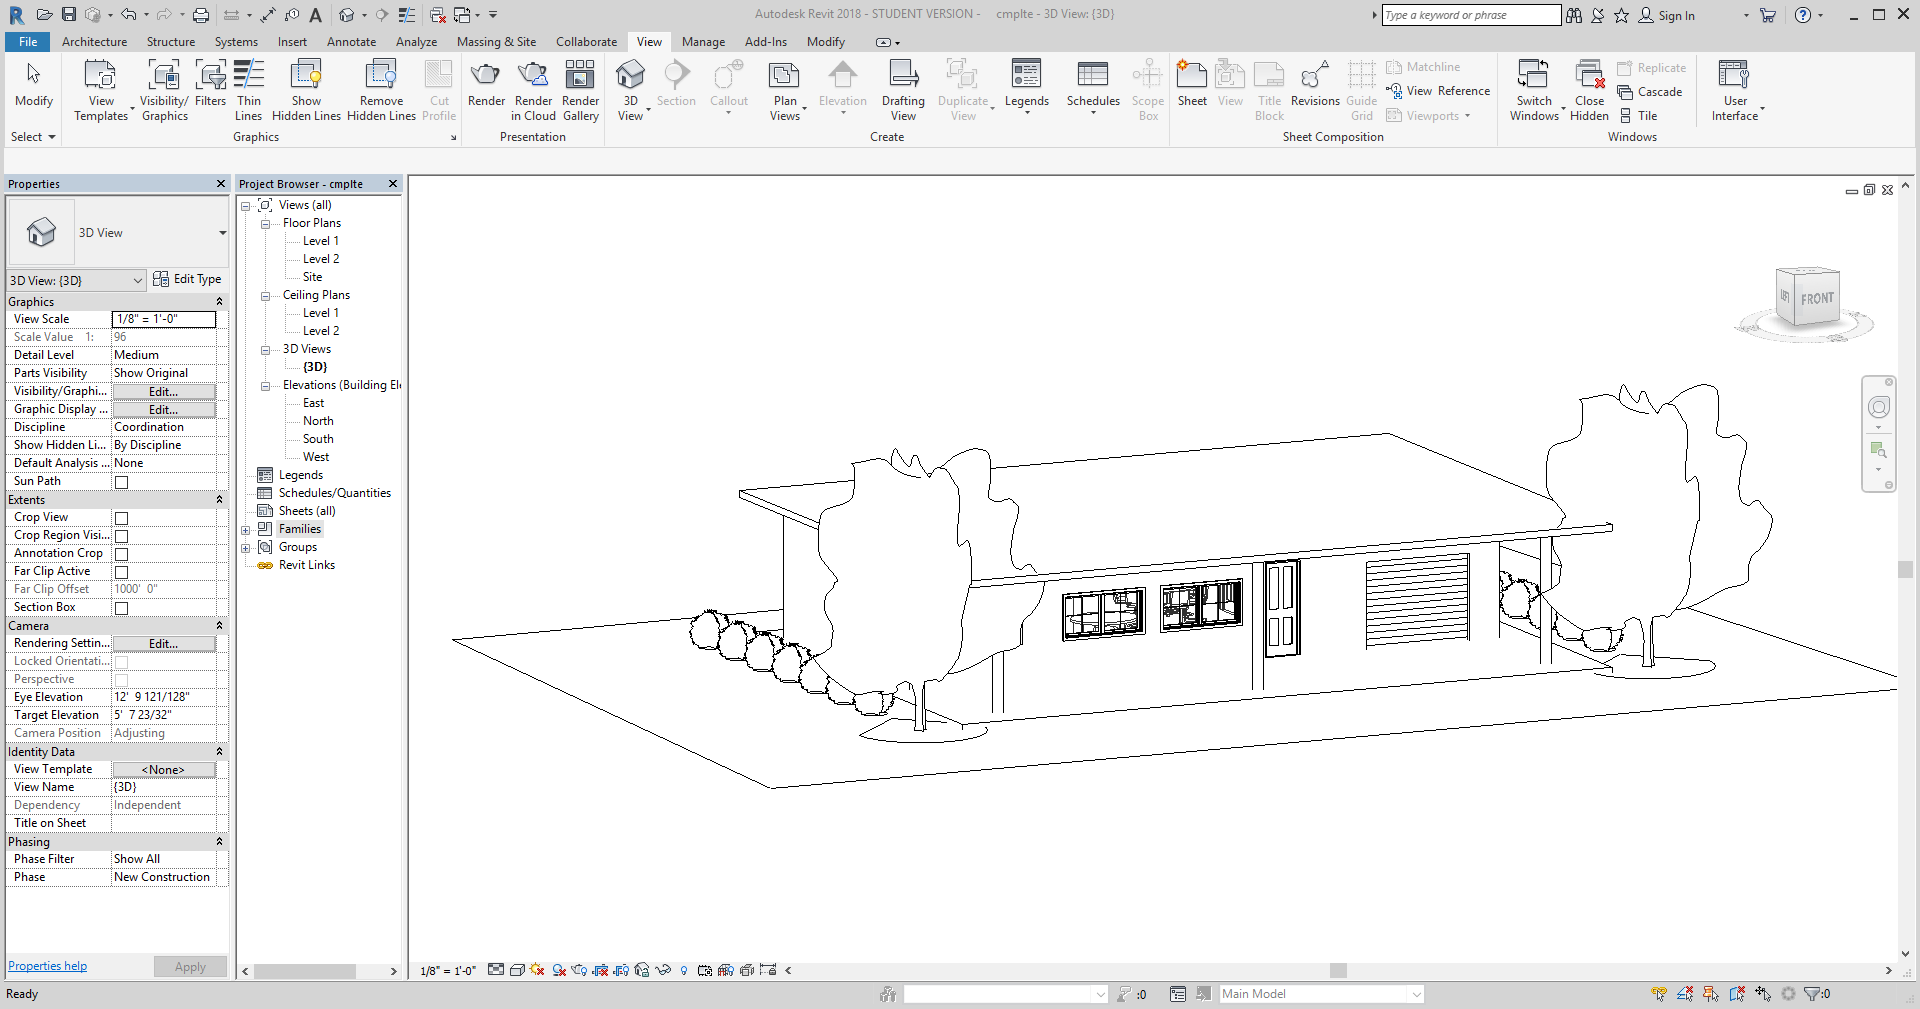 Autodesk Revit 2018 - STUDENT VERSION - cmplte - 3D View: {3D}
Type a keyword or phrase
Sign In
File Architecture Structure Systems Insert Annotate Analyze Massing & Site Collaborate View Manage Add-Ins Modify
Modify
View Templates
Visibility/ Graphics
Filters
Thin Lines
Show Hidden Lines
Remove Hidden Lines
Cut Profile
Render
Render in Cloud
Render Gallery
3D View
Section
Callout
Plan Views
Elevation
Drafting View
Duplicate View
Legends
Schedules
Scope Box
Sheet
View
Title Block
Revisions
Guide Grid
Matchline
View Reference
Viewports
Switch Windows
Close Hidden
Replicate
Cascade
Tile
User Interface
Select
Graphics
Presentation
Create
Sheet Composition
Windows
Properties
3D View
3D View: {3D}
Edit Type
Graphics
View Scale 1/8" = 1'-0"
Scale Value 1: 96
Detail Level Medium
Parts Visibility Show Original
Visibility/Graphi... Edit...
Graphic Display ... Edit...
Discipline Coordination
Show Hidden Li... By Discipline
Default Analysis ... None
Sun Path
Extents
Crop View
Crop Region Visi...
Annotation Crop
Far Clip Active
Far Clip Offset 1000' 0"
Section Box
Camera
Rendering Settin... Edit...
Locked Orientati...
Perspective
Eye Elevation 12' 9 121/128"
Target Elevation 5' 7 23/32"
Camera Position Adjusting
Identity Data
View Template <None>
View Name {3D}
Dependency Independent
Title on Sheet
Phasing
Phase Filter Show All
Phase New Construction
Properties help
Apply
Project Browser - cmplte
Views (all)
Floor Plans
Level 1
Level 2
Site
Ceiling Plans
Level 1
Level 2
3D Views
{3D}
Elevations (Building El
East
North
South
West
Legends
Schedules/Quantities
Sheets (all)
Families
Groups
Revit Links
LEFT
FRONT
1/8" = 1'-0"
Ready
:0
Main Model
:0